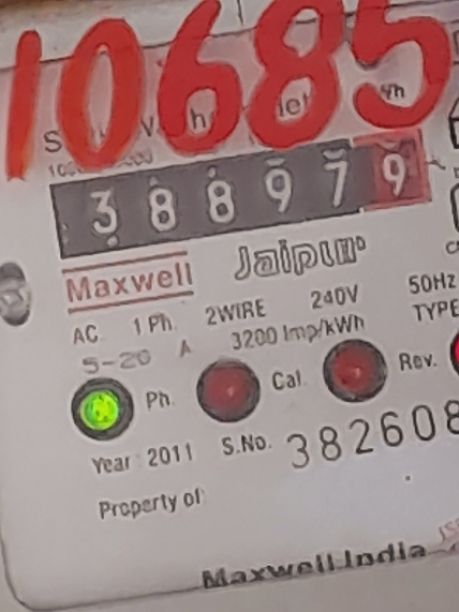 10685
388979
Maxwell Jaipur
AC. 1 Ph. 2WIRE 240V 50Hz
5-20 A 3200 Imp/kWh TYPE
Ph. Cal. Rev.
Year 2011 S.No. 382608
Property of
Maxwell India